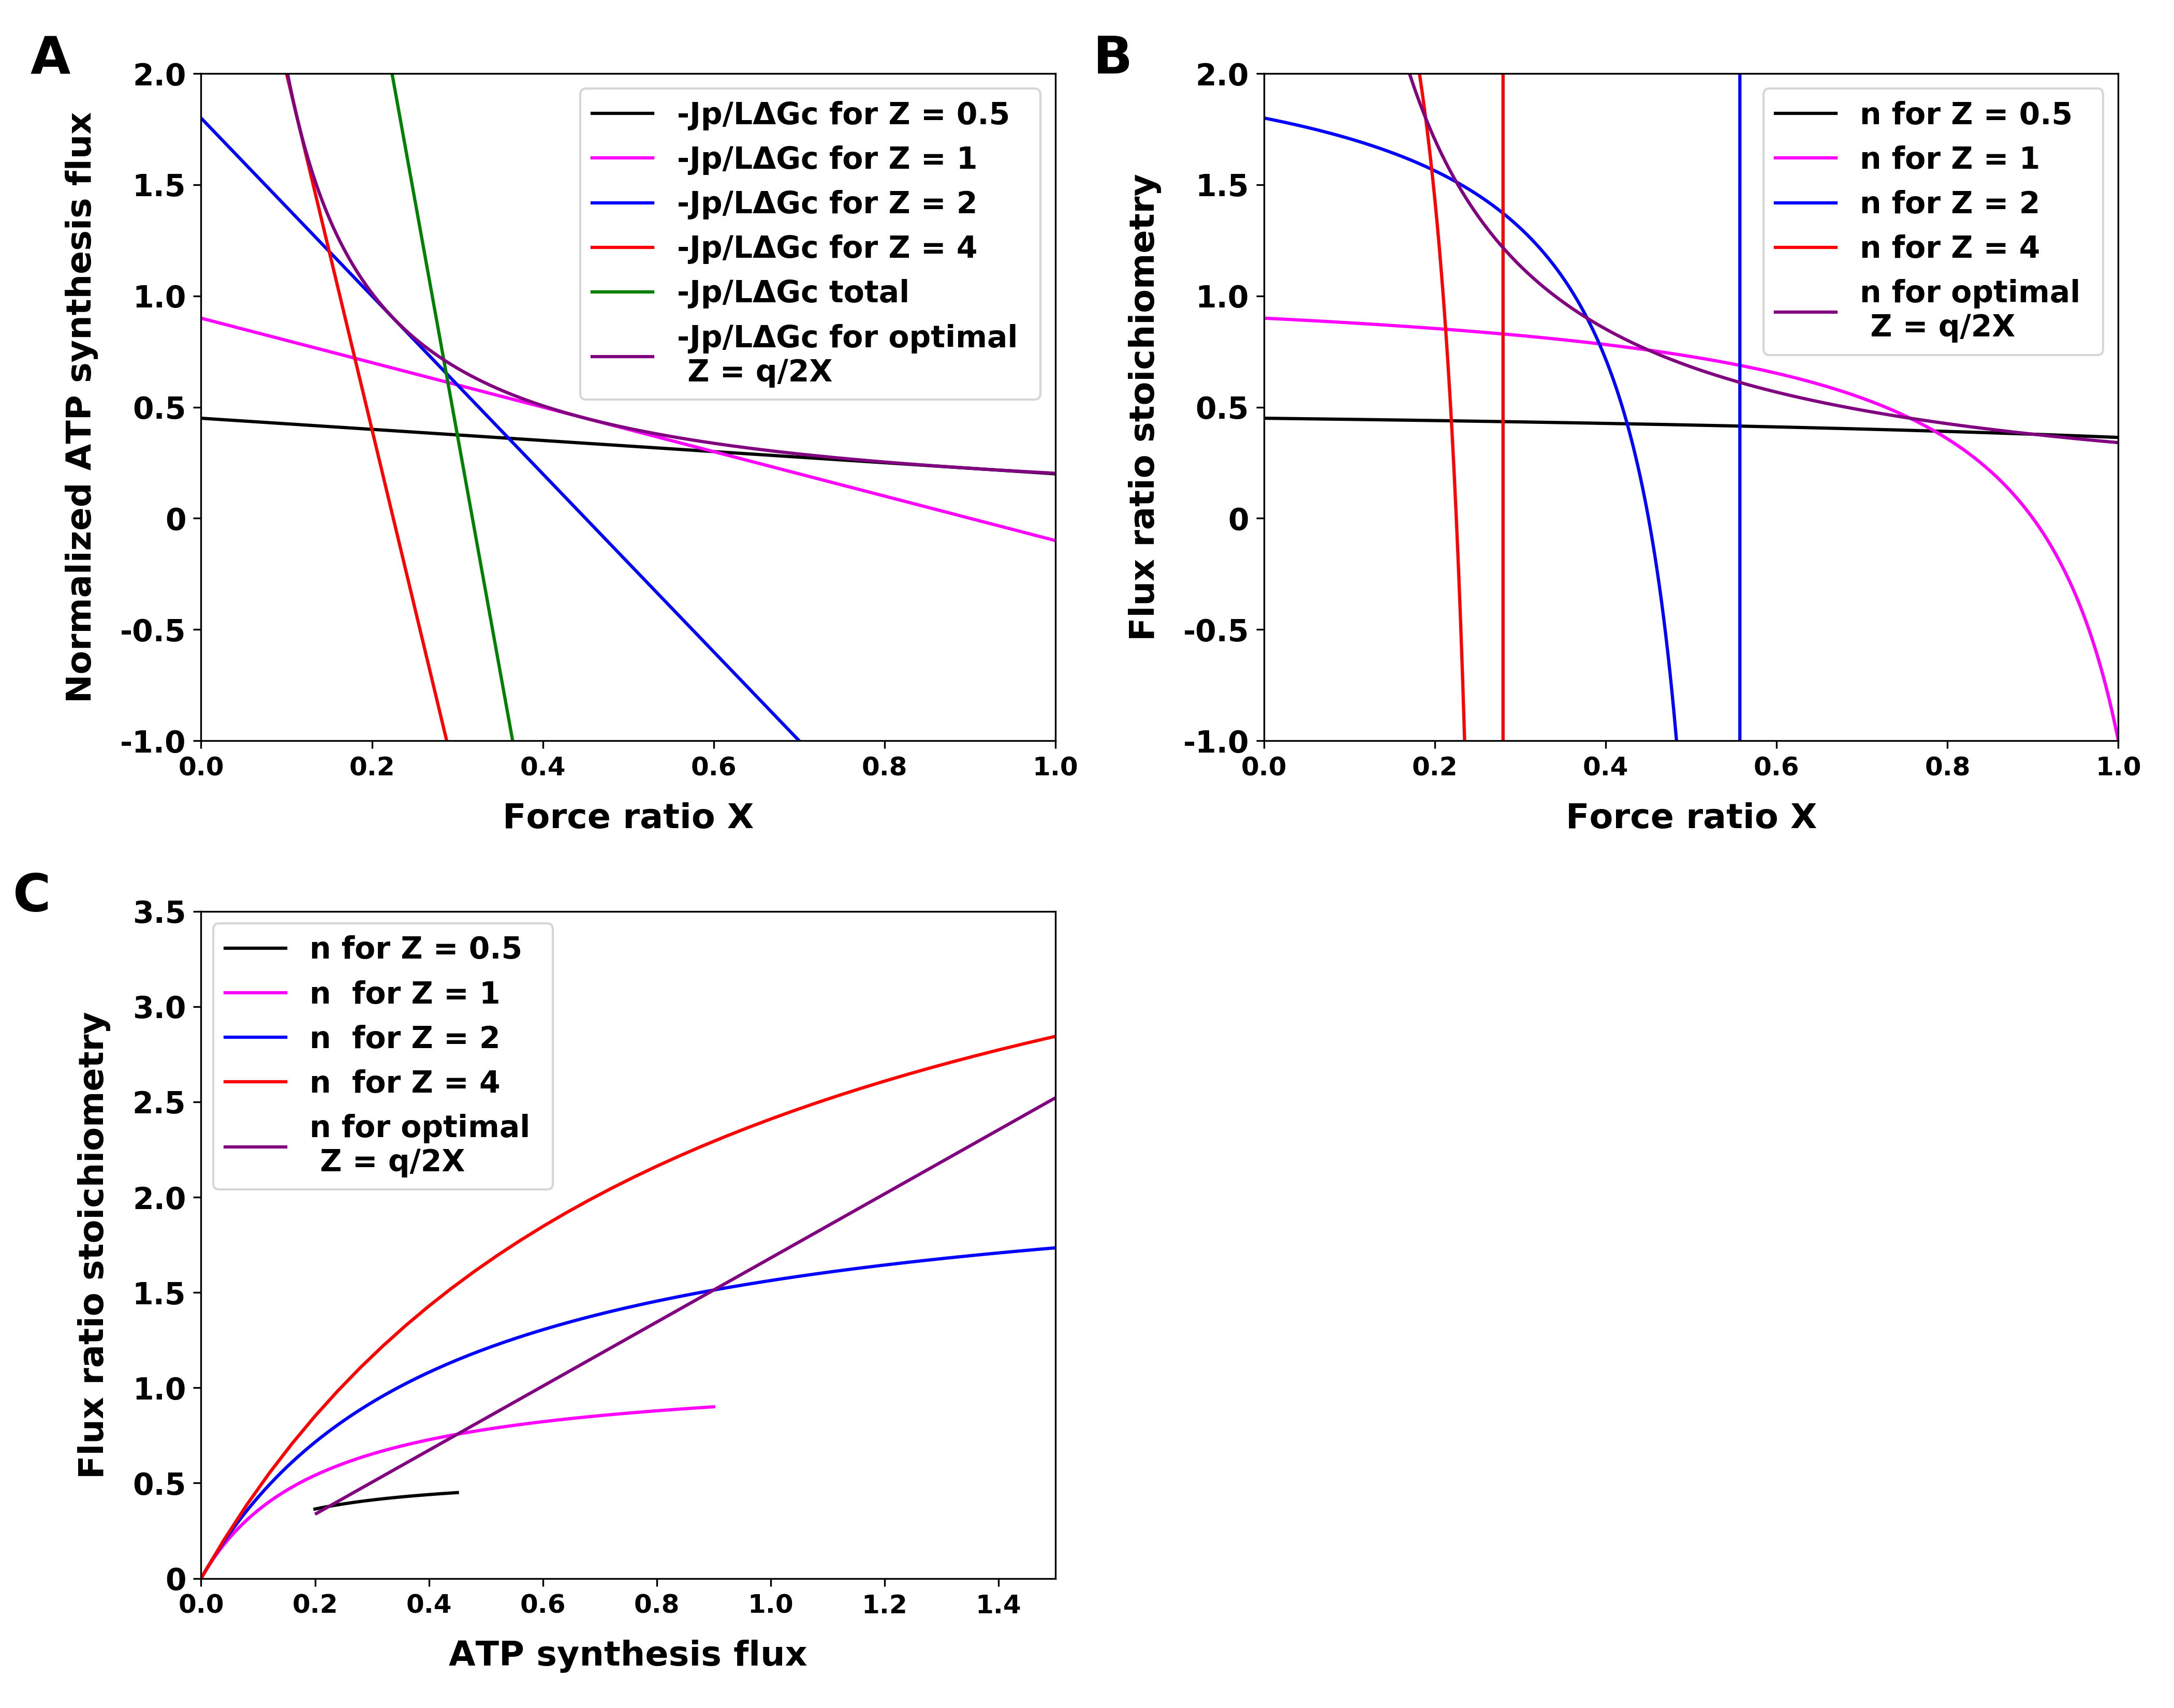 A
Normalized ATP synthesis flux
2.0
1.5
1.0
0.5
0
-0.5
-1.0
0.0 0.2 0.4 0.6 0.8 1.0
Force ratio X
-Jp/LΔGc for Z = 0.5
-Jp/LΔGc for Z = 1
-Jp/LΔGc for Z = 2
-Jp/LΔGc for Z = 4
-Jp/LΔGc total
-Jp/LΔGc for optimal
Z = q/2X
B
Flux ratio stoichiometry
2.0
1.5
1.0
0.5
0
-0.5
-1.0
0.0 0.2 0.4 0.6 0.8 1.0
Force ratio X
n for Z = 0.5
n for Z = 1
n for Z = 2
n for Z = 4
n for optimal
Z = q/2X
C
Flux ratio stoichiometry
3.5
3.0
2.5
2.0
1.5
1.0
0.5
0
0.0 0.2 0.4 0.6 0.8 1.0 1.2 1.4
ATP synthesis flux
n for Z = 0.5
n  for Z = 1
n  for Z = 2
n  for Z = 4
n for optimal
Z = q/2X